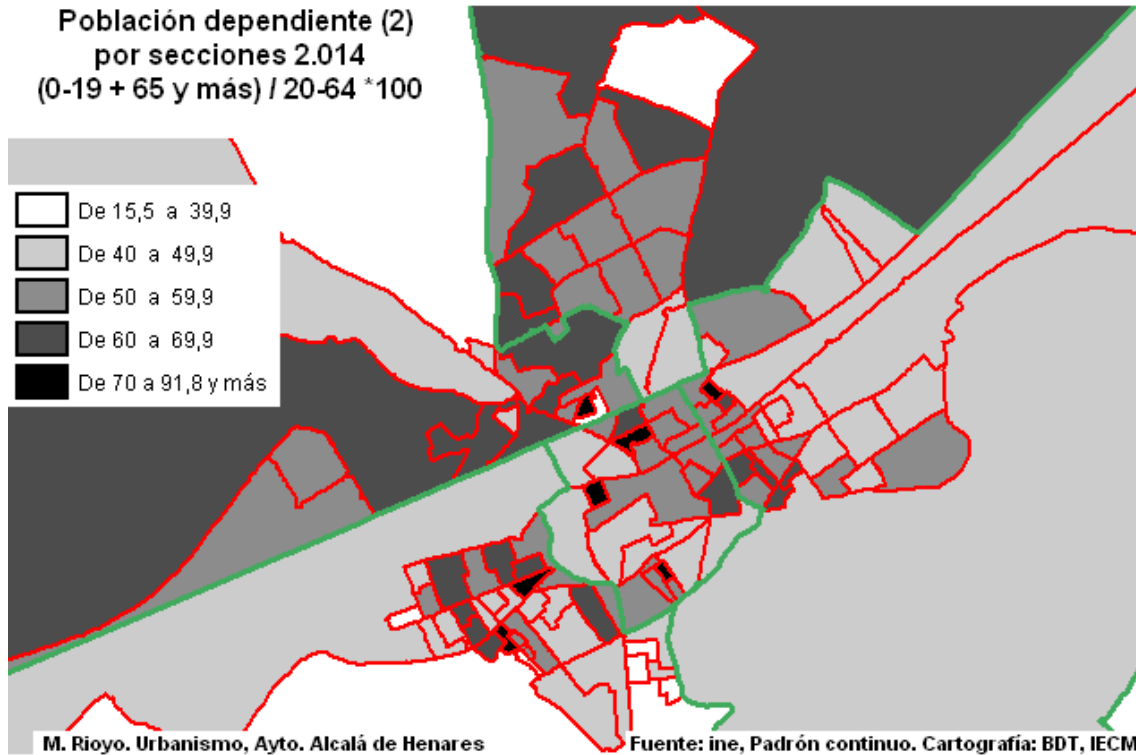 Población dependiente (2)
por secciones 2.014
(0-19 + 65 y más) / 20-64 *100
De 15,5 a 39,9
De 40 a 49,9
De 50 a 59,9
De 60 a 69,9
De 70 a 91,8 y más
M. Rioyo. Urbanismo, Ayto. Alcalá de Henares
Fuente: ine, Padrón continuo. Cartografía: BDT, IECM